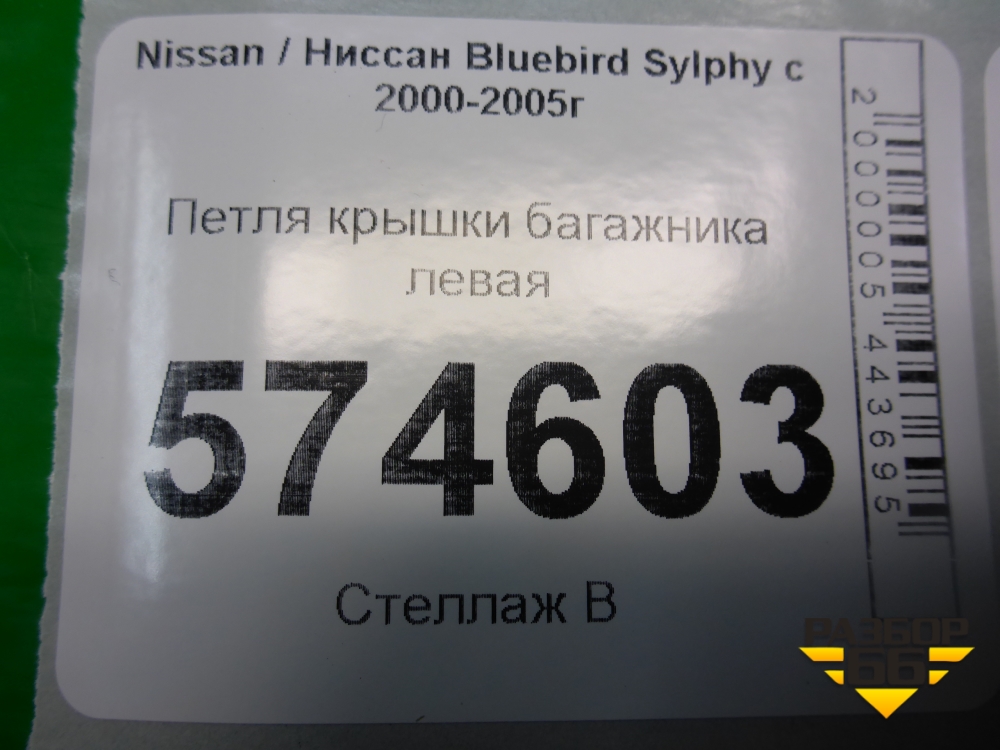 Nissan / Ниссан Bluebird Sylphy с
2000-2005г
Петля крышки багажника
левая
574603
Стеллаж В
2000005443695
РАЗБОР
66